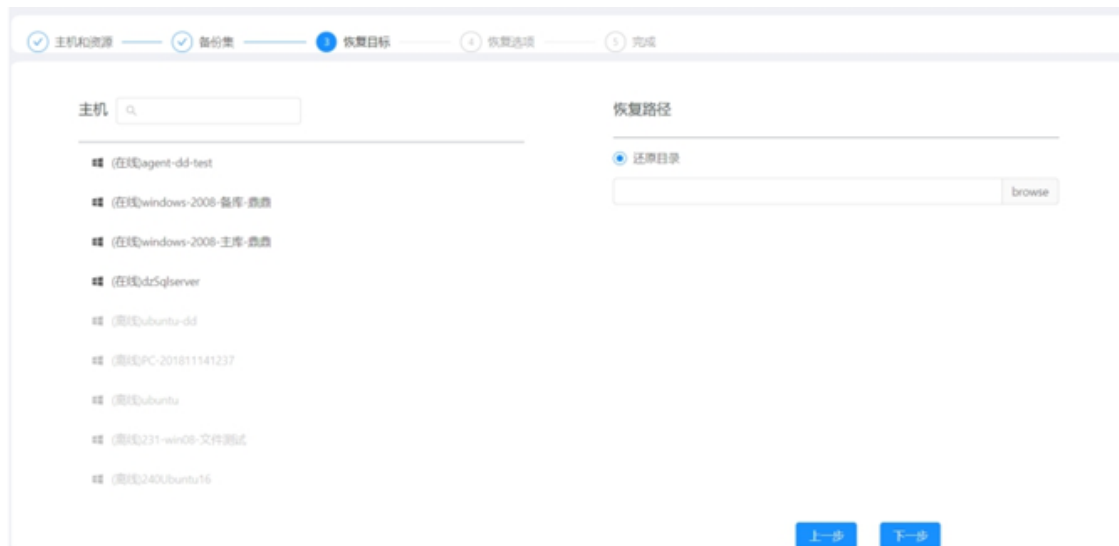 主机和资源 备份集 3 恢复目标 4 恢复选项 5 完成
主机
(在线)agent-dd-test
(在线)windows-2008-备库-鼎鼎
(在线)windows-2008-主库-鼎鼎
(在线)dzSqlserver
(离线)ubuntu-dd
(离线)PC-201811141237
(离线)ubuntu
(离线)231-win08-文件测试
(离线)240Ubuntu16
恢复路径
还原目录
browse
上一步 下一步